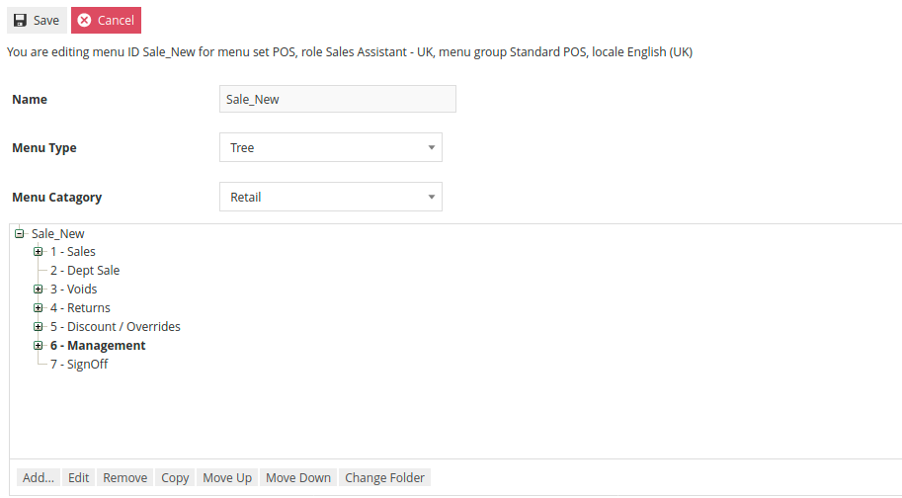 Save Cancel
You are editing menu ID Sale_New for menu set POS, role Sales Assistant - UK, menu group Standard POS, locale English (UK)
Name Sale_New
Menu Type Tree
Menu Catagory Retail
Sale_New
1 - Sales
2 - Dept Sale
3 - Voids
4 - Returns
5 - Discount / Overrides
6 - Management
7 - SignOff
Add... Edit Remove Copy Move Up Move Down Change Folder